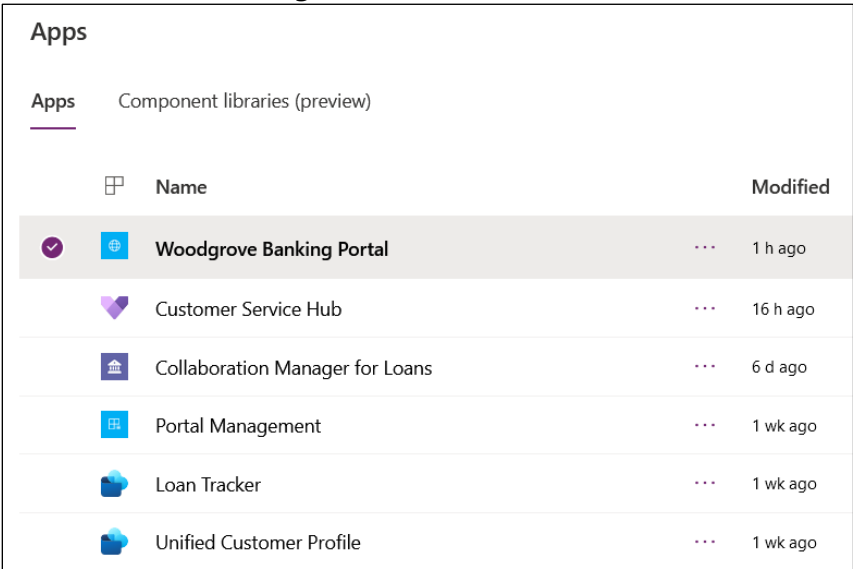 Apps
Apps Component libraries (preview)
Name Modified
Woodgrove Banking Portal ... 1 h ago
Customer Service Hub ... 16 h ago
Collaboration Manager for Loans ... 6 d ago
Portal Management ... 1 wk ago
Loan Tracker ... 1 wk ago
Unified Customer Profile ... 1 wk ago